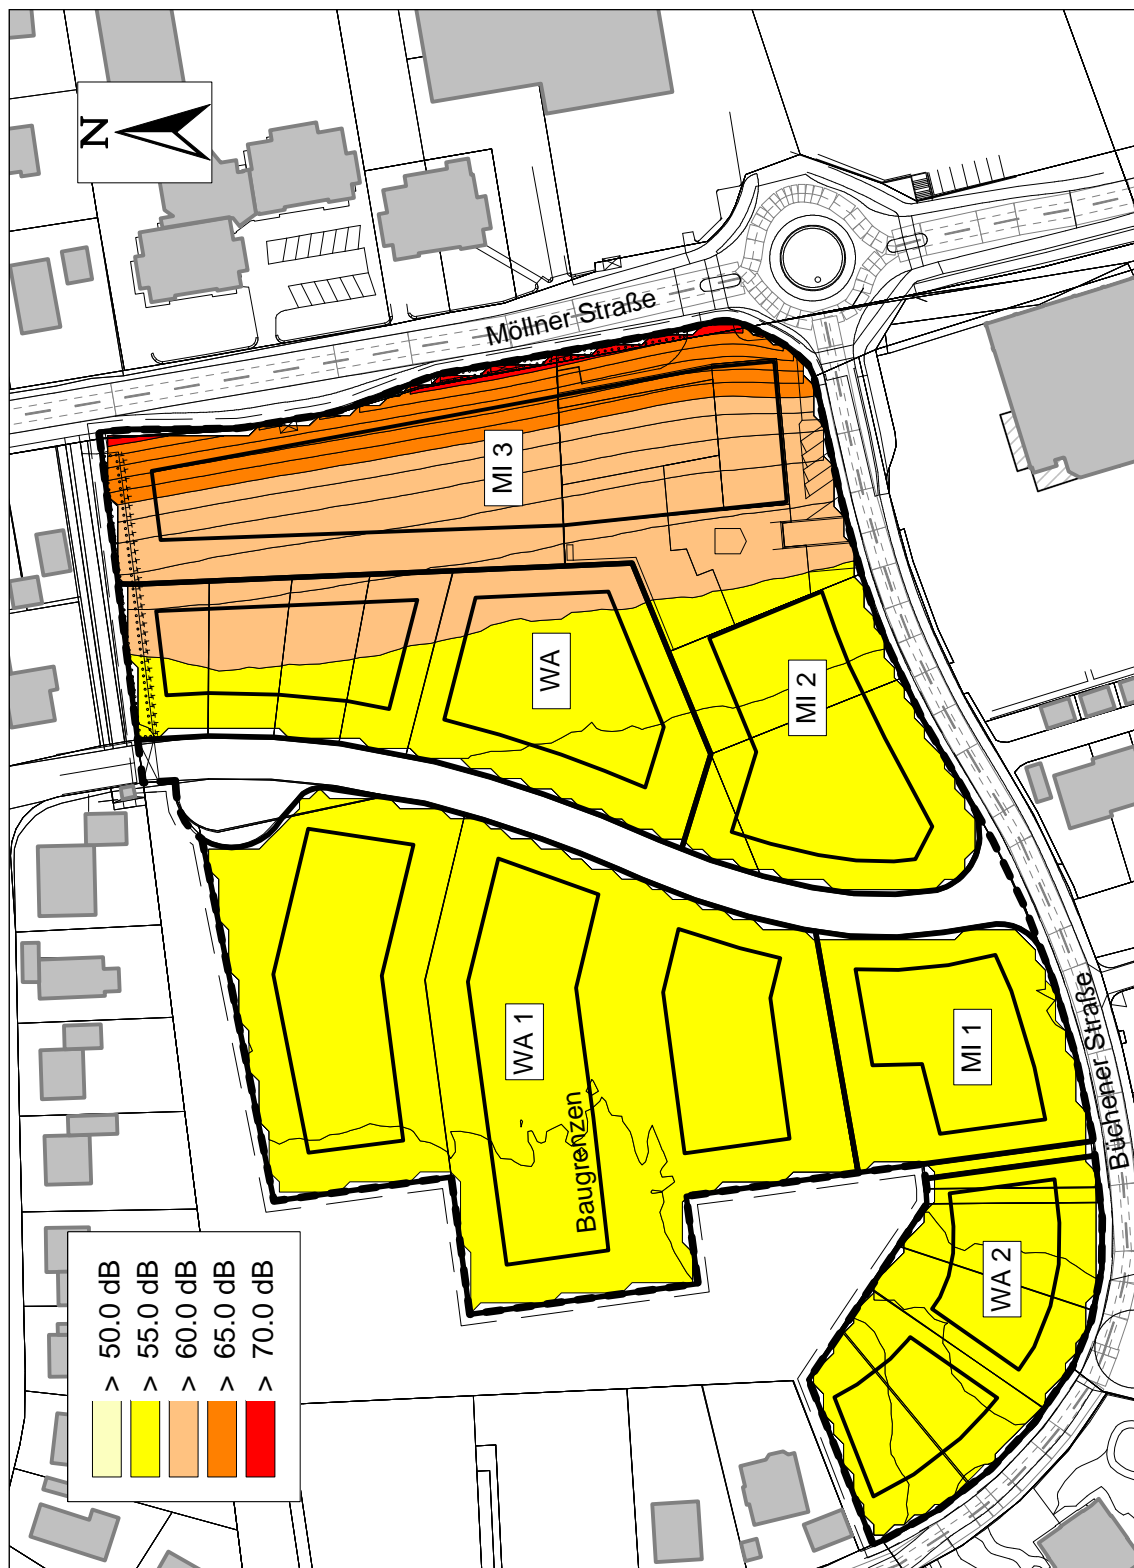 N
Möllner Straße
MI 3
WA
MI 2
WA 1
Baugrenzen
MI 1
Büchener Straße
WA 2
> 50.0 dB
> 55.0 dB
> 60.0 dB
> 65.0 dB
> 70.0 dB